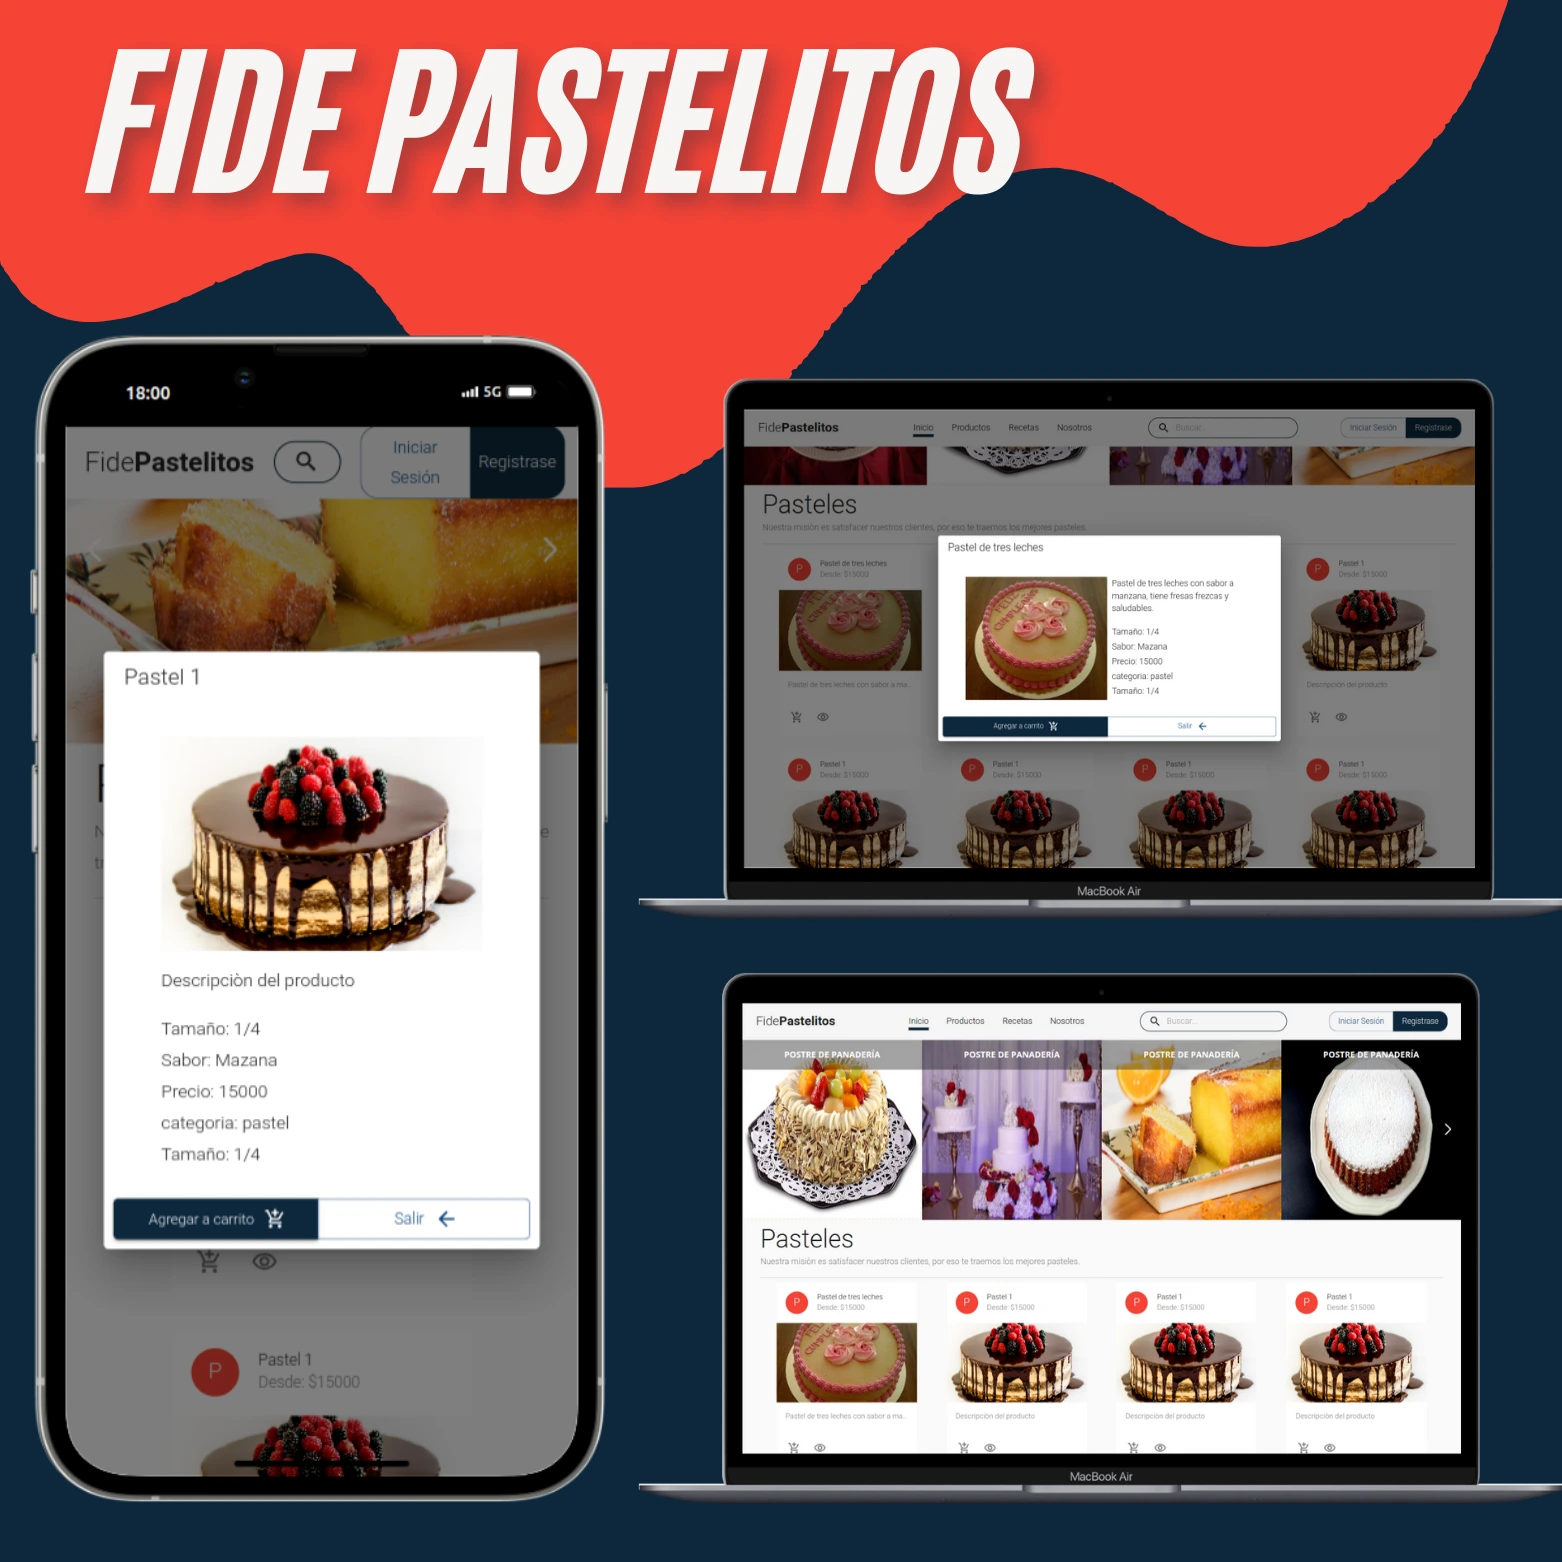 FIDE PASTELITOS
18:00
5G
FidePastelitos
Iniciar
Sesión
Registrase
Pastel 1
Descripciòn del producto
Tamaño: 1/4
Sabor: Mazana
Precio: 15000
categoria: pastel
Tamaño: 1/4
Agregar a carrito
Salir
P
Pastel 1
Desde: $15000
FidePastelitos
Inicio
Productos
Recetas
Nosotros
Buscar...
Iniciar Sesión
Registrase
Pasteles
Nuestra misiòn es satisfacer nuestros clientes, por eso te traemos los mejores pasteles.
P
Pastel de tres leches
Desde: $15000
Pastel de tres leches con sabor a ma...
Pastel de tres leches
Pastel de tres leches con sabor a
manzana, tiene fresas frezcas y
saludables.
Tamaño: 1/4
Sabor: Mazana
Precio: 15000
categoria: pastel
Tamaño: 1/4
Agregar a carrito
Salir
P
Pastel 1
Desde: $15000
Descripciòn del producto
P
Pastel 1
Desde: $15000
P
Pastel 1
Desde: $15000
P
Pastel 1
Desde: $15000
P
Pastel 1
Desde: $15000
MacBook Air
FidePastelitos
Inicio
Productos
Recetas
Nosotros
Buscar...
Iniciar Sesión
Registrase
POSTRE DE PANADERÍA
POSTRE DE PANADERÍA
POSTRE DE PANADERÍA
POSTRE DE PANADERÍA
Pasteles
Nuestra misiòn es satisfacer nuestros clientes, por eso te traemos los mejores pasteles.
P
Pastel de tres leches
Desde: $15000
Pastel de tres leches con sabor a ma...
P
Pastel 1
Desde: $15000
Descripciòn del producto
P
Pastel 1
Desde: $15000
Descripciòn del producto
P
Pastel 1
Desde: $15000
Descripciòn del producto
MacBook Air